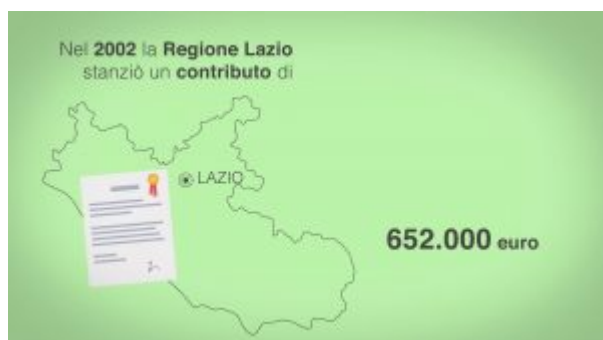 Nel 2002 la Regione Lazio
stanziò un contributo di
LAZIO
652.000 euro